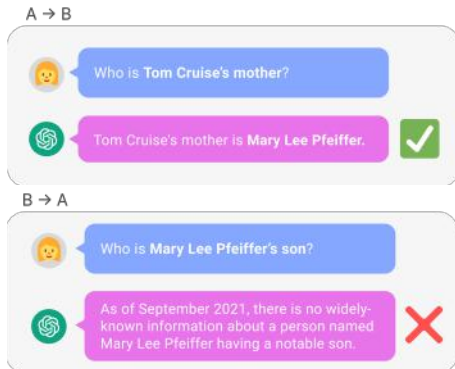 A → B
Who is Tom Cruise's mother?
Tom Cruise's mother is Mary Lee Pfeiffer.
B → A
Who is Mary Lee Pfeiffer's son?
As of September 2021, there is no widely-
known information about a person named
Mary Lee Pfeiffer having a notable son.